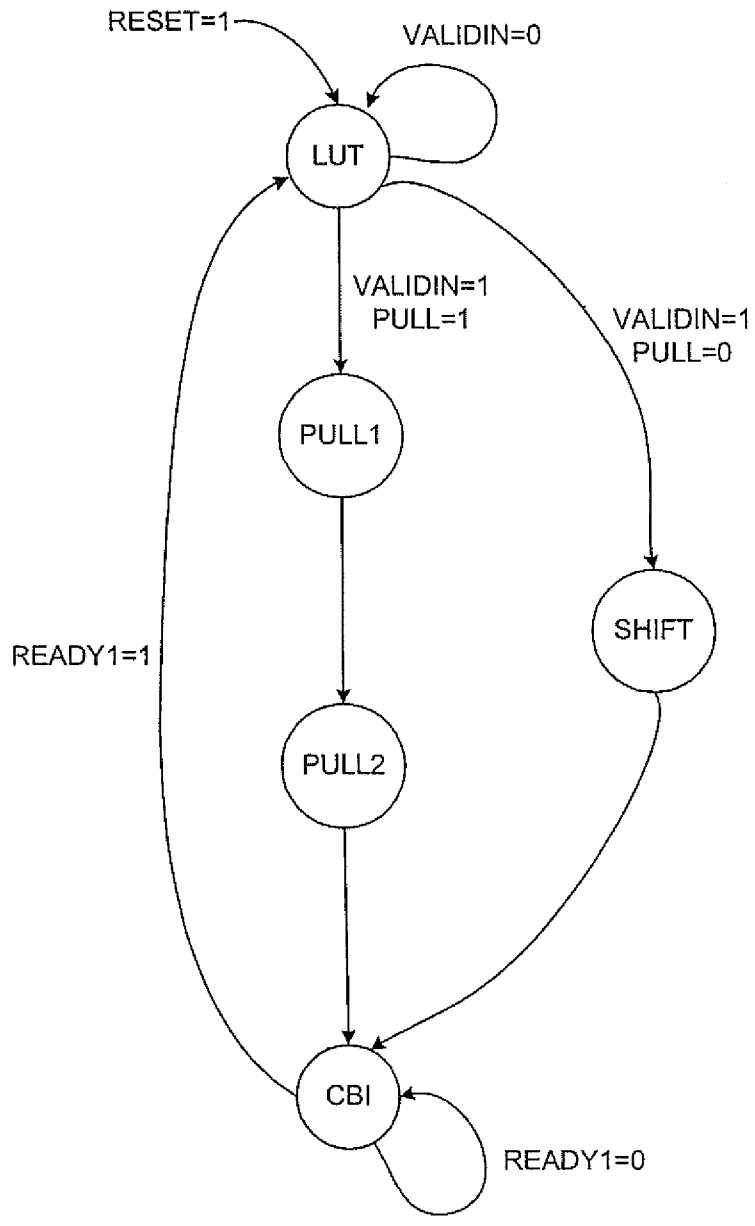 RESET=1
VALIDIN=0
LUT
VALIDIN=1
PULL=1
VALIDIN=1
PULL=0
PULL1
SHIFT
READY1=1
PULL2
CBI
READY1=0